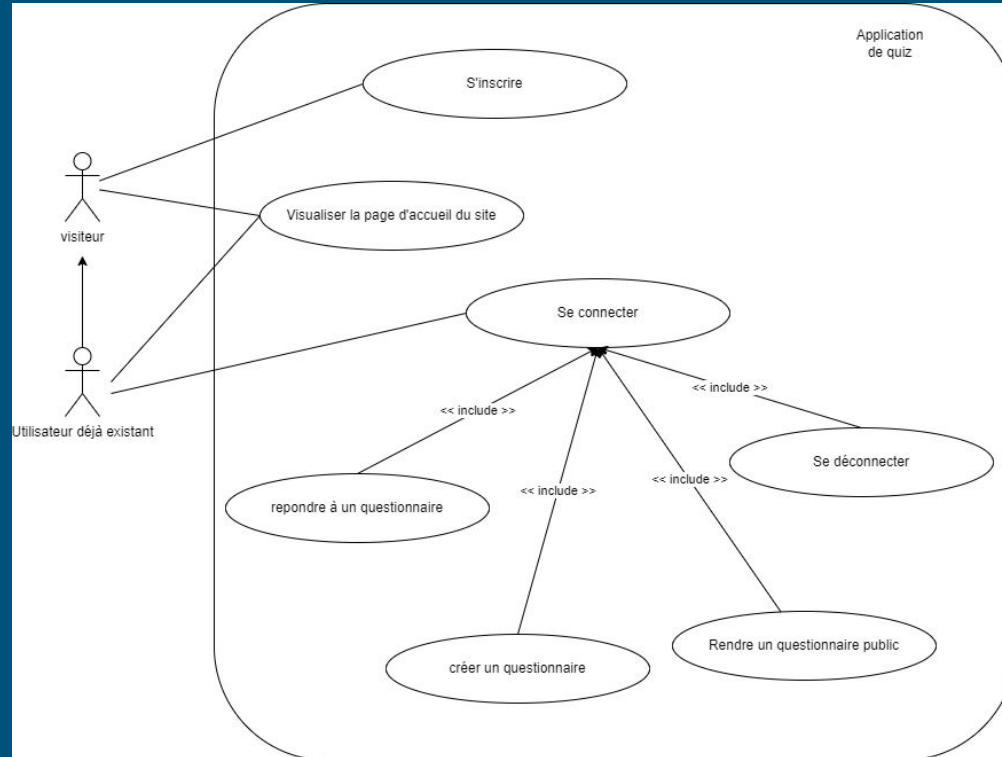 Application
de quiz
S'inscrire
visiteur
Visualiser la page d'accueil du site
Se connecter
Utilisateur déjà existant
<< include >>
<< include >>
<< include >>
<< include >>
Se déconnecter
repondre à un questionnaire
créer un questionnaire
Rendre un questionnaire public